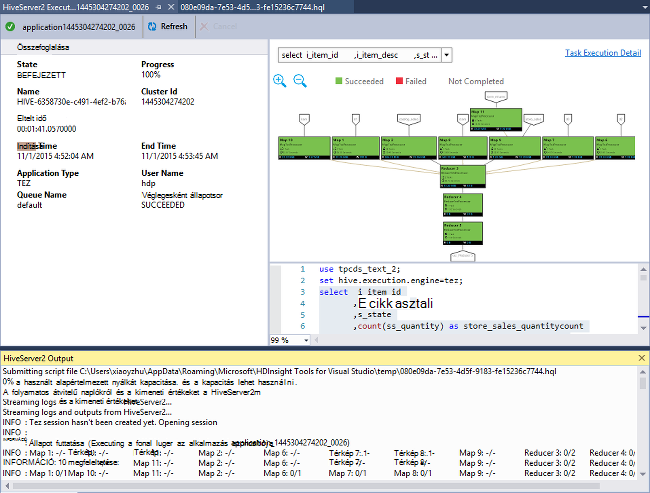 HiveServer2 Execut...1445304274202_0026
080e09da-7e53-4d5...3-fe15236c7744.hql
application1445304274202_0026
Refresh
Összefoglalása
State
BEFEJEZETT
Progress
100%
Name
HIVE-6358730e-c491-4ef2-b76
Cluster Id
1445304274202
Eltelt idő
00:01:41.0570000
11/1/2015 4:52:04 AM
End Time
11/1/2015 4:53:45 AM
Application Type
TEZ
User Name
hdp
Queue Name
default
Véglegesként állapotsor
SUCCEEDED
select i_item_id ,i_item_desc ,s_st ...
Task Execution Detail
Succeeded
Failed
Not Completed
Map 11
Map 10
Map 1
Map 2
Map 7
Map 6
Reducer 3
Reducer 4
Reducer 5
1 use tpcds_text_2;
2 set hive.execution.engine=tez;
3 select i_item_id
4 ,E cikk asztali
5 ,s_state
6 ,count(ss_quantity) as store_sales_quantitycount
99 %
HiveServer2 Output
Submitting script file C:\Users\xiaoyzhu\AppData\Roaming\Microsoft\HDInsight Tools for Visual Studio\temp\080e09da-7e53-4d5f-9183-fe15236c7744.hql
0% a használt alapértelmezett nyálkát kapacitása. és a kapacitás lehet használni.
A folyamatos átvitelű naplókról és a kimeneti értékeket a HiveServer2m
Streaming logs és a kimeneti értékeket HiveServer2...
Streaming logs and outputs from HiveServer2...
INFO : Tez session hasn't been created yet. Opening session
INFO :
: Állapot futtatása (Executing a fonal luger az alkalmazás application_1445304274202_0026)
INFO : Map 1: -/- Térkép Map 11: -/- Map 2: -/- Map 6: -/- Térkép 7:.1- Térkép 8:.1- Map 9: -/- Reducer 3: 0/2 Reducer 4: 0/
INFORMÁCIÓ: 10 megfeleltetése: Map 11: -/- Map 2: -/- Map 6: -/- Térkép 7/- Térkép 8/- Map 9: -/- Reducer 3: 0/2 Reducer 4: 0/
INFO : Map 1: 0/1 Map 10: -/- Map 11: -/- Map 2: -/- Map 6: 0/1 Map 7: 0/1 Map 8: 0/1 Map 9: -/- Reducer 3: 0/2 Reducer 4: 0/